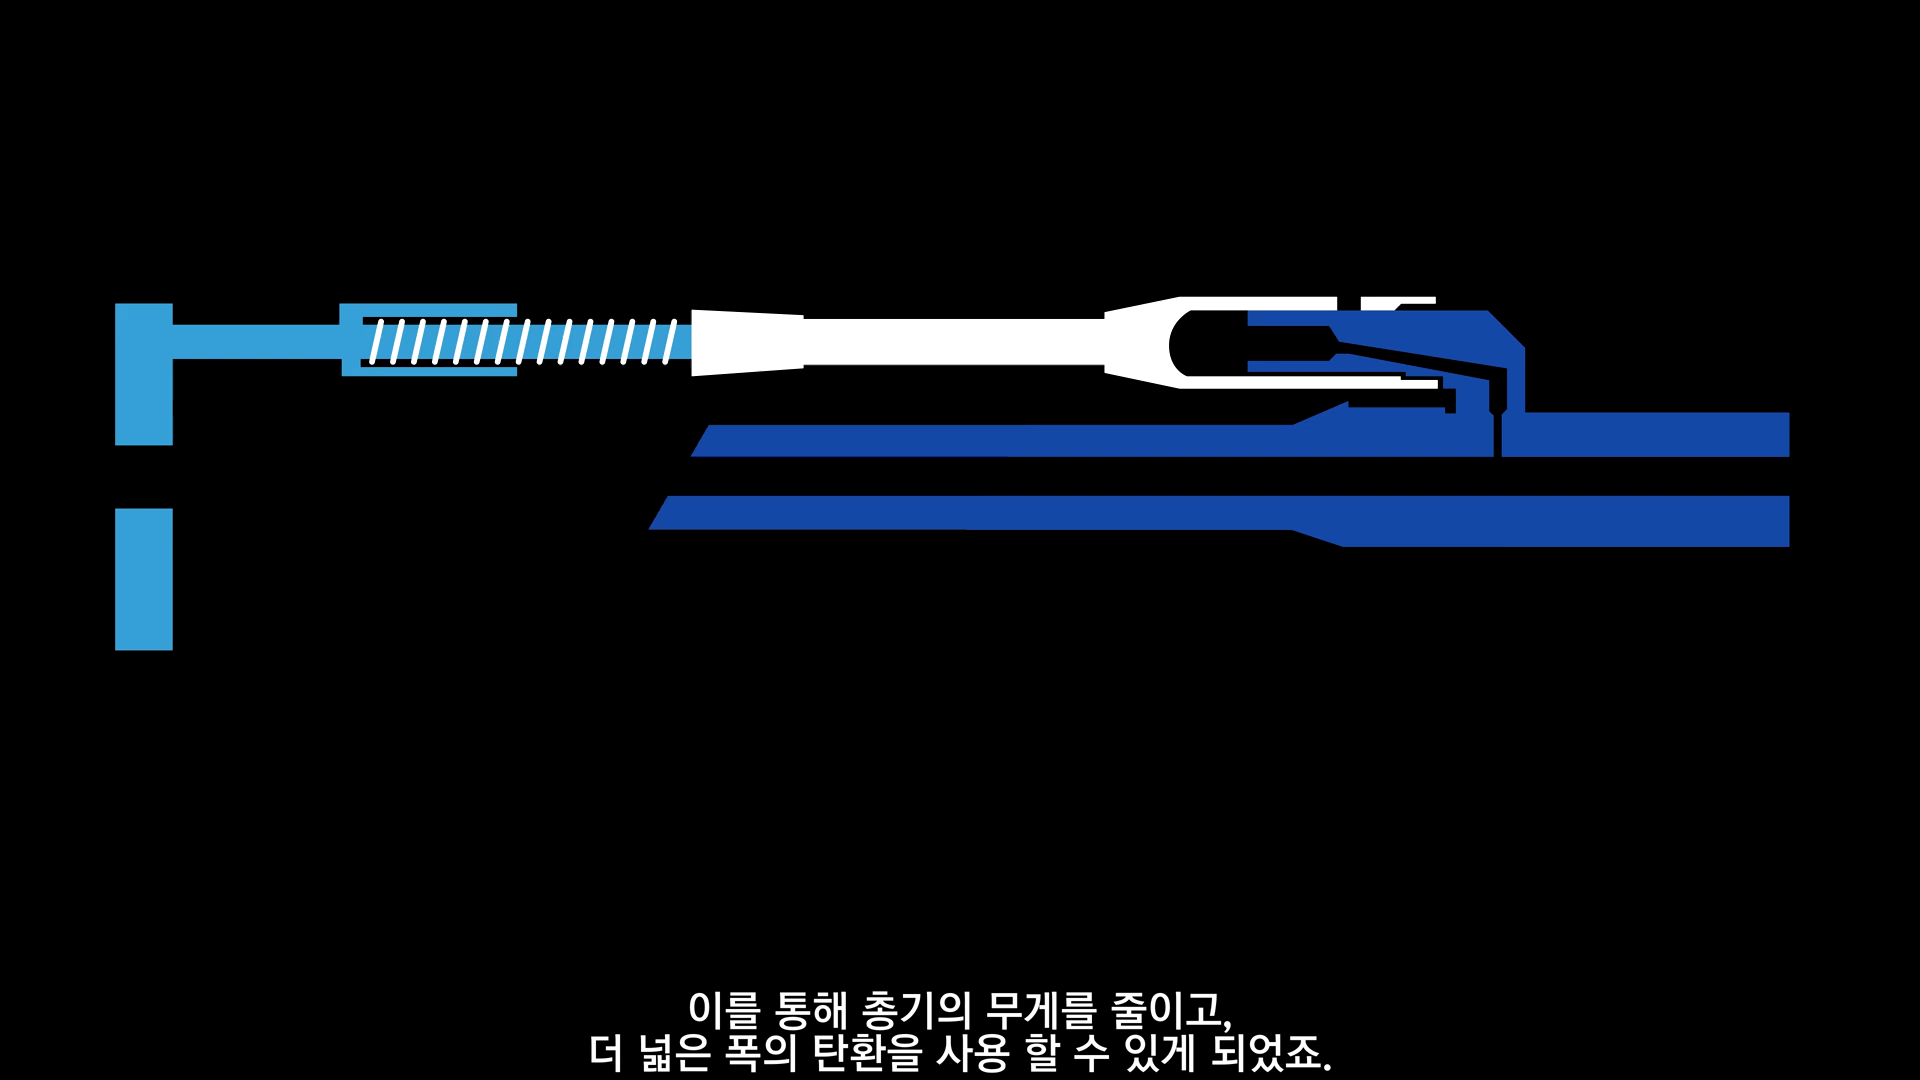 이를 통해 총기의 무게를 줄이고,
더 넓은 폭의 탄환을 사용 할 수 있게 되었죠.